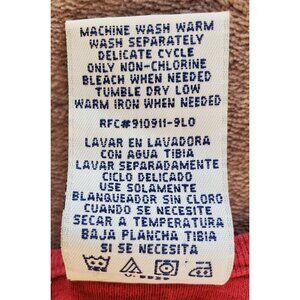 MACHINE WASH WARM
WASH SEPARATELY
DELICATE CYCLE
ONLY NON-CHLORINE
BLEACH WHEN NEEDED
TUMBLE DRY LOW
WARM IRON WHEN NEEDED
RFC#910911-9L0
LAVAR EN LAVADORA
CON AGUA TIBIA
LAVAR SEPARADAMENTE
CICLO DELICADO
USE SOLAMENTE
BLANQUEADOR SIN CLORO
CUANDO SE NECESITE
SECAR A TEMPERATURA
BAJA PLANCHA TIBIA
SI SE NECESITA